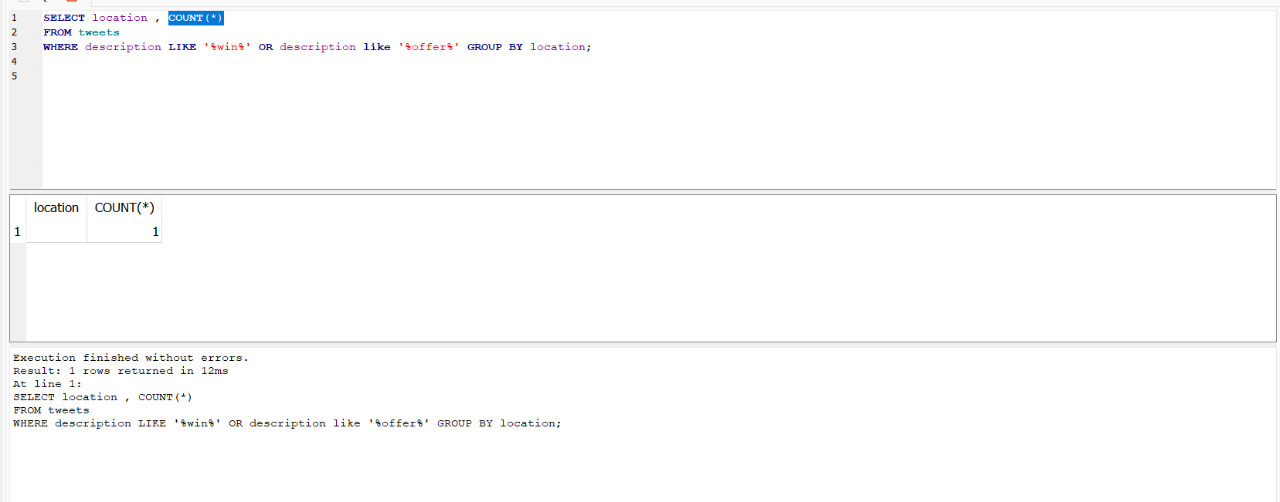 1 SELECT location , COUNT(*)
2 FROM tweets
3 WHERE description LIKE '%win%' OR description like '%offer%' GROUP BY location;
4
5
location COUNT(*)
1 1
Execution finished without errors.
Result: 1 rows returned in 12ms
At line 1:
SELECT location , COUNT(*)
FROM tweets
WHERE description LIKE '%win%' OR description like '%offer%' GROUP BY location;